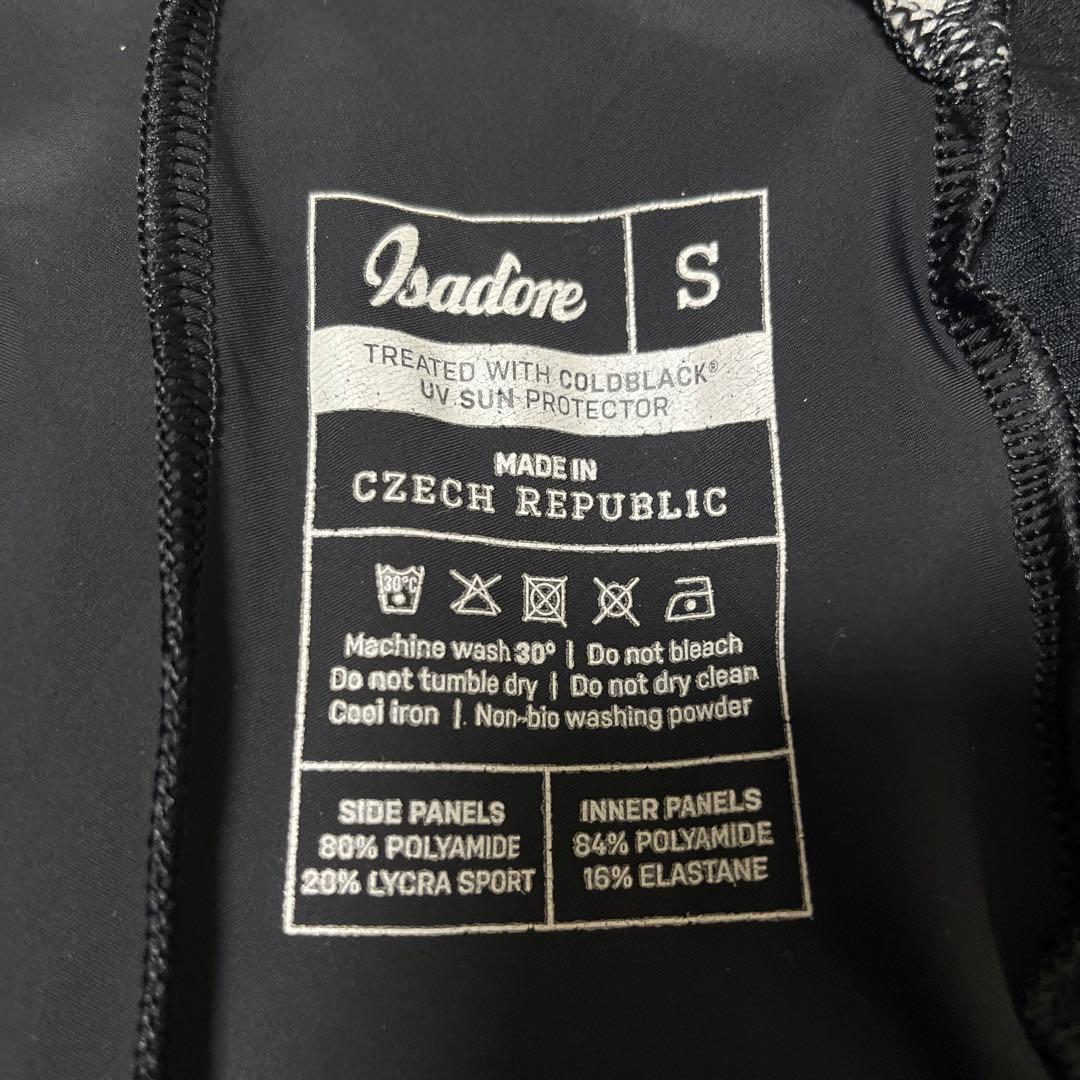 Isadore
S
TREATED WITH COLDBLACK®
UV SUN PROTECTOR
MADE IN
CZECH REPUBLIC
30°C
Machine wash 30° | Do not bleach
Do not tumble dry | Do not dry clean
Cool iron | Non-bio washing powder
SIDE PANELS
80% POLYAMIDE
20% LYCRA SPORT
INNER PANELS
84% POLYAMIDE
16% ELASTANE